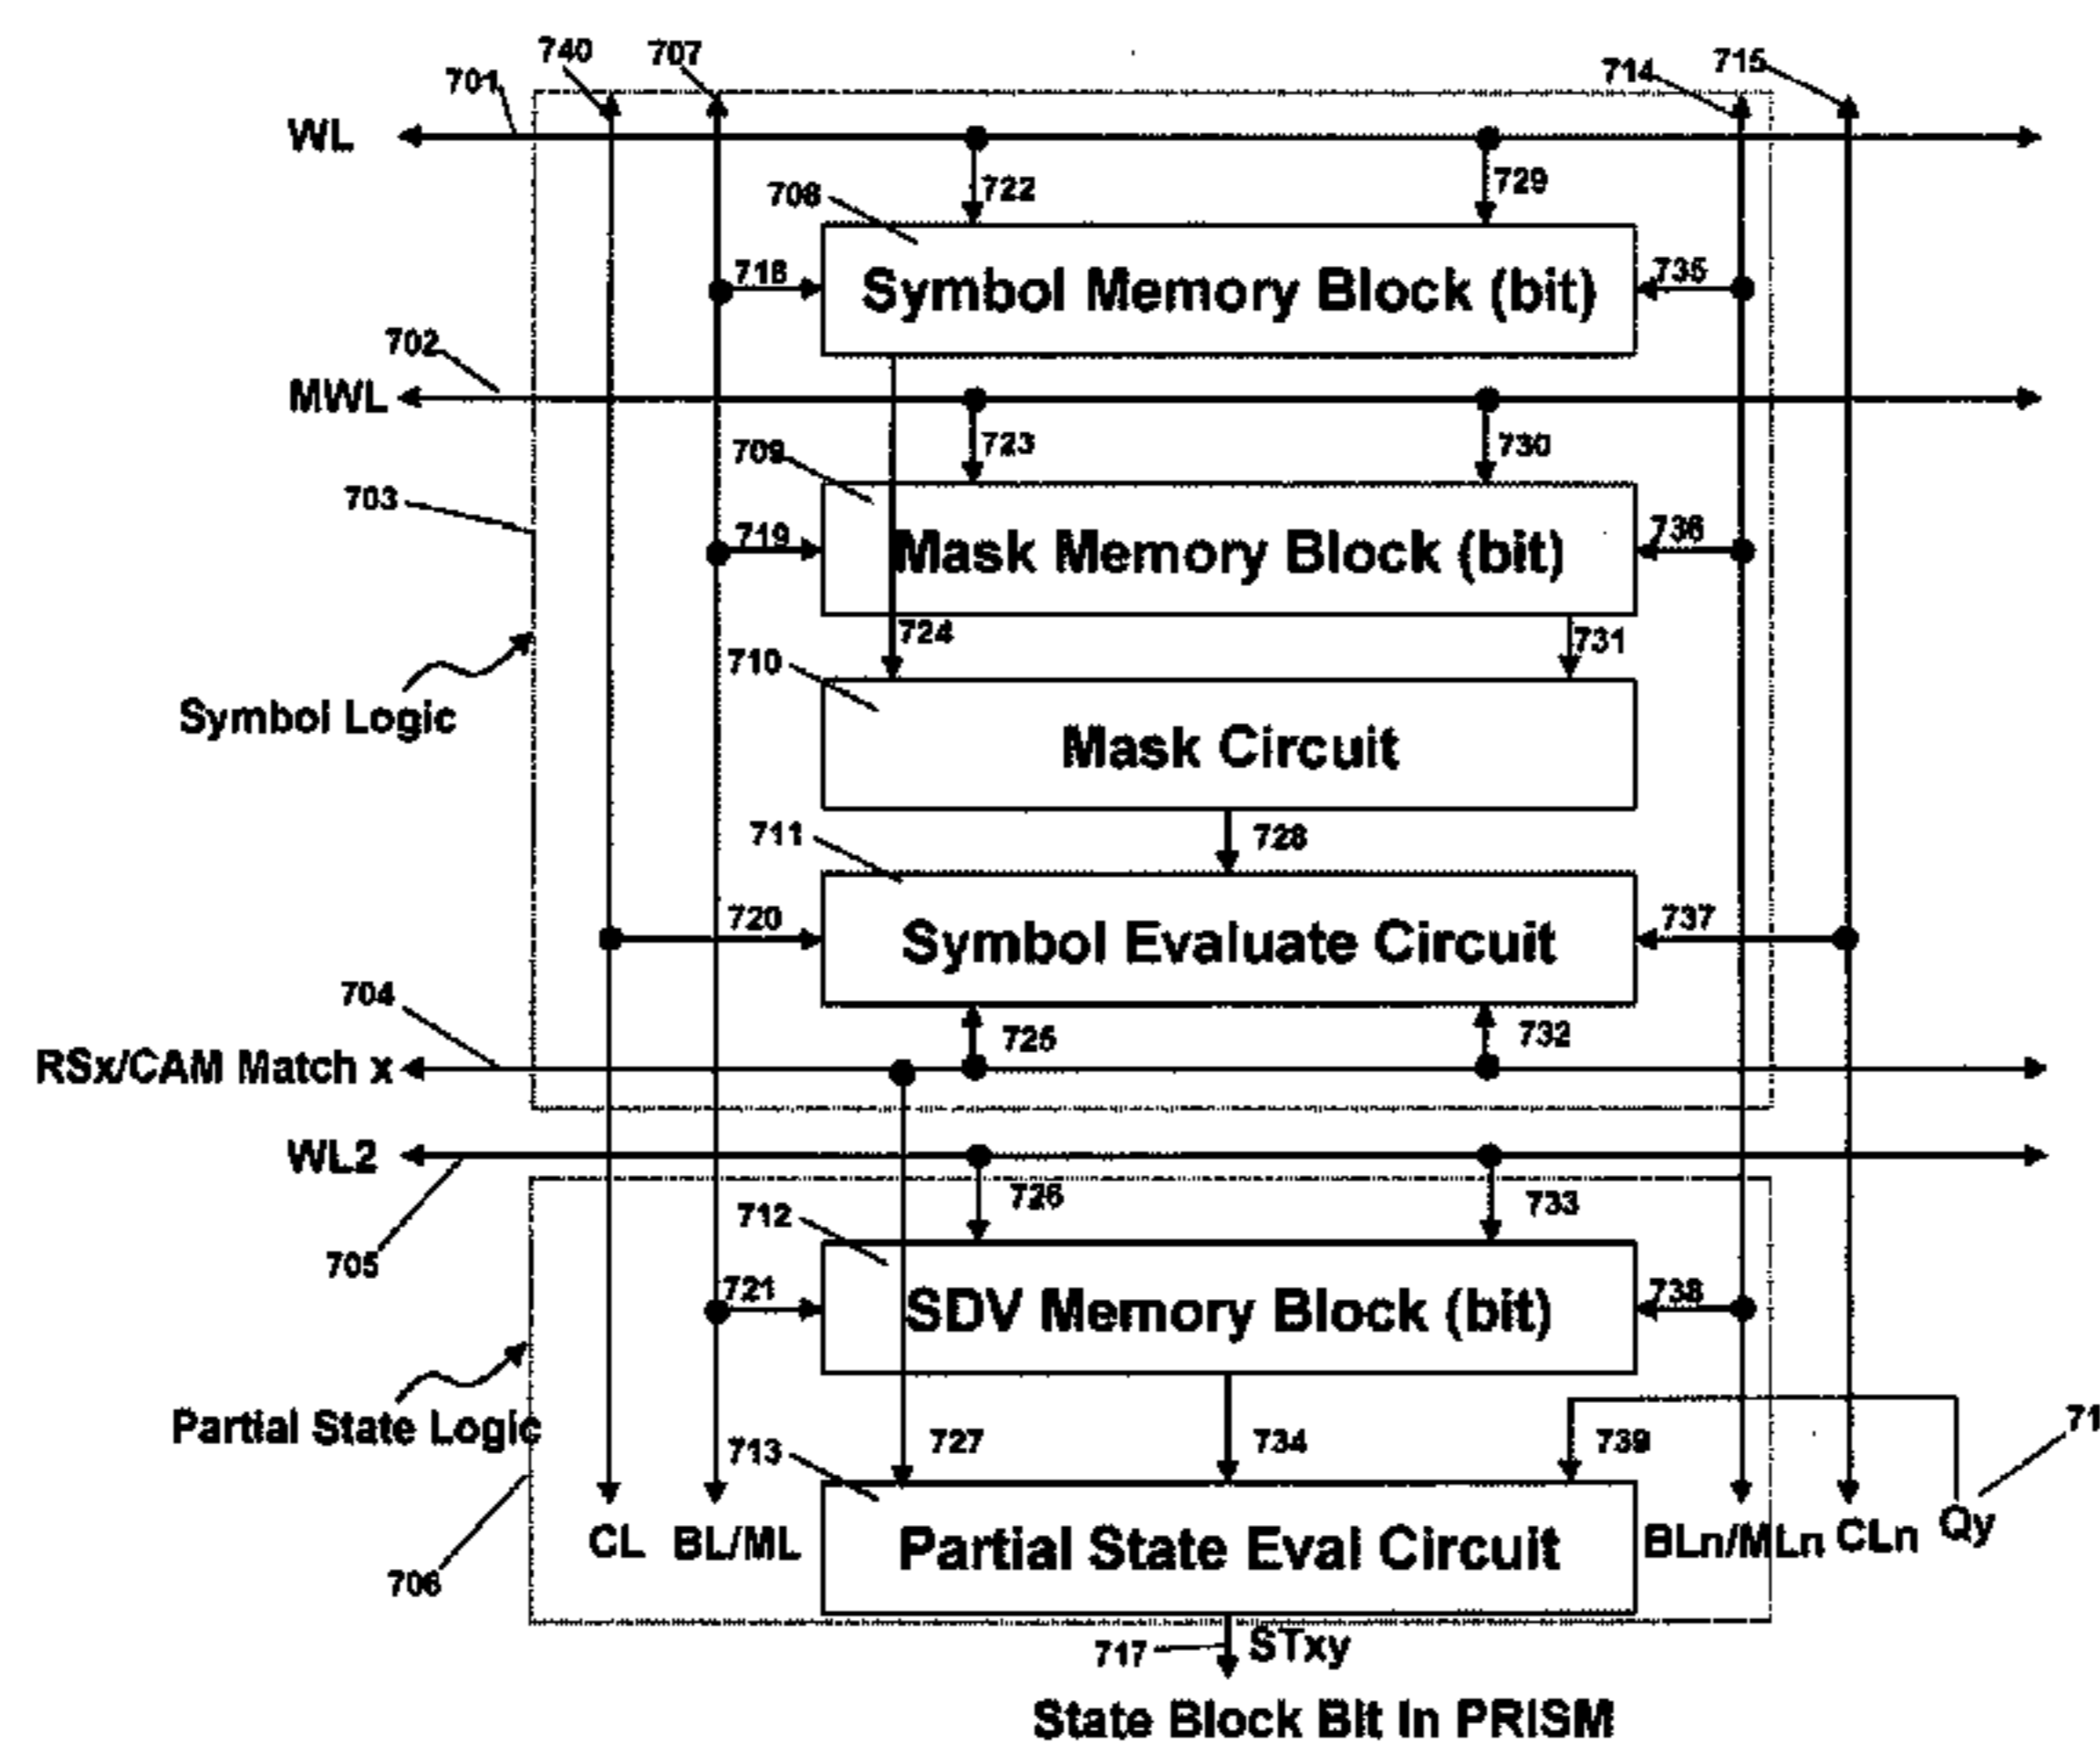 740 707 714 715
701
WL
722 729
708
Symbol Memory Block (bit)
718 735
702
MWL
723 730
709
703
719 Mask Memory Block (bit) 736
724 731
710
Symbol Logic
Mask Circuit
711 728
720 737
Symbol Evaluate Circuit
704
725 732
RSx/CAM Match x
WL2
726 733
712
705
721 SDV Memory Block (bit) 738
Partial State Logic
713 727 734 739
71
CL BL/ML Partial State Eval Circuit BLn/MLn CLn Qy
706
717 STxy
State Block Bit In PRISM